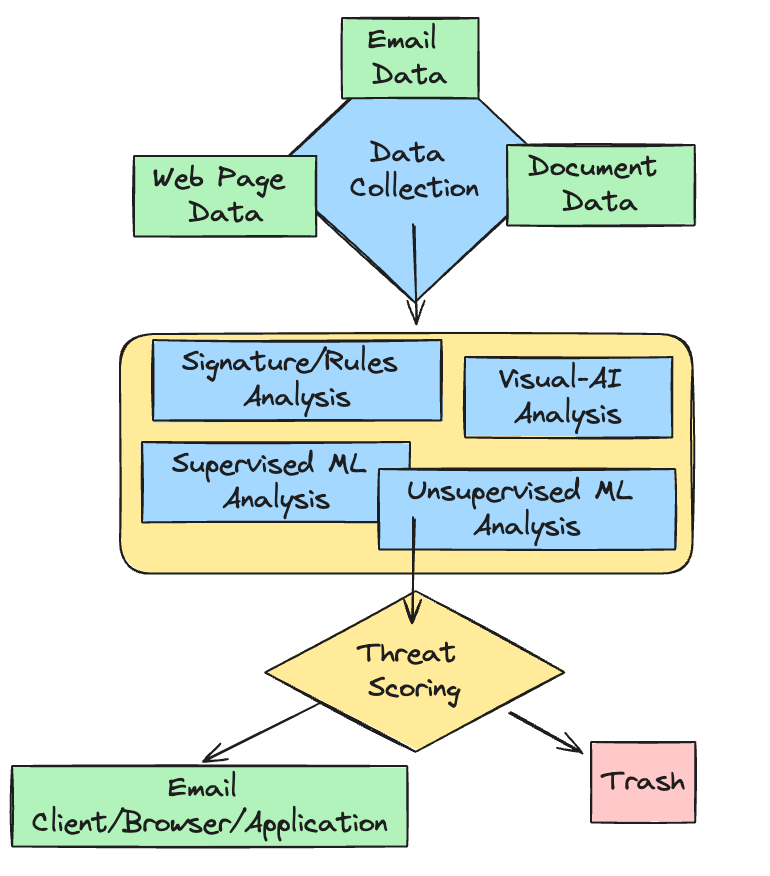 Email
Data
Data
Collection
Web Page
Data
Document
Data
Signature/Rules
Analysis
Visual-AI
Analysis
Supervised ML
Analysis
Unsupervised ML
Analysis
Threat
Scoring
Email
Client/Browser/Application
Trash